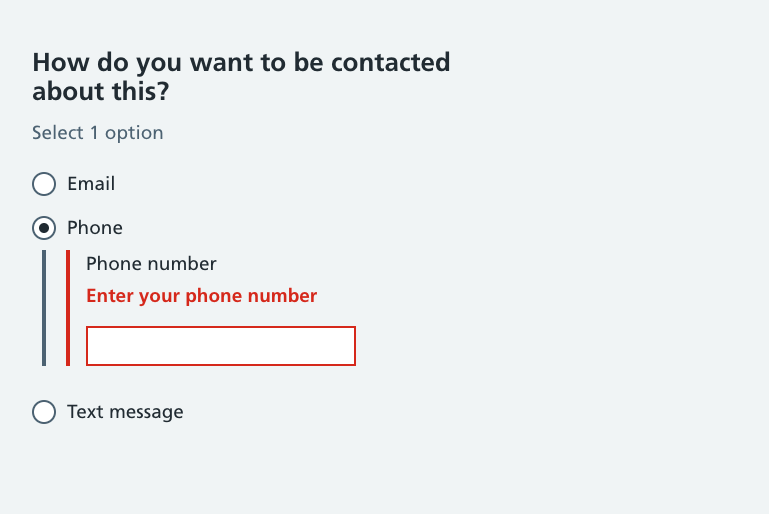 How do you want to be contacted
about this?
Select 1 option
Email
Phone
Phone number
Enter your phone number
Text message